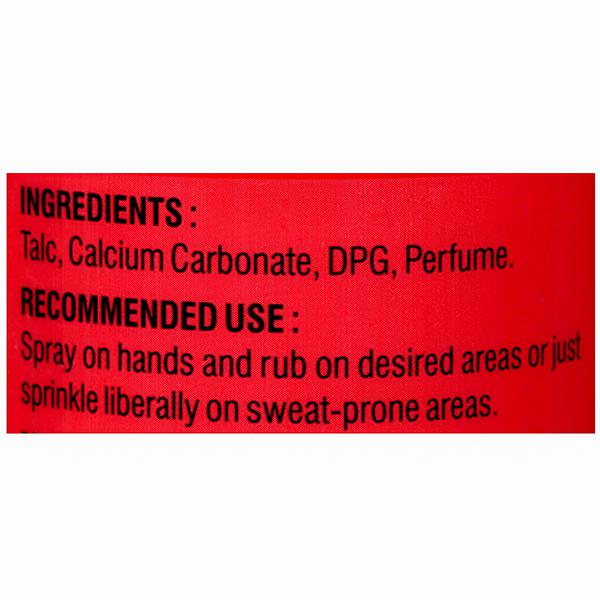 INGREDIENTS :
Talc, Calcium Carbonate, DPG, Perfume.
RECOMMENDED USE :
Spray on hands and rub on desired areas or just
sprinkle liberally on sweat-prone areas.